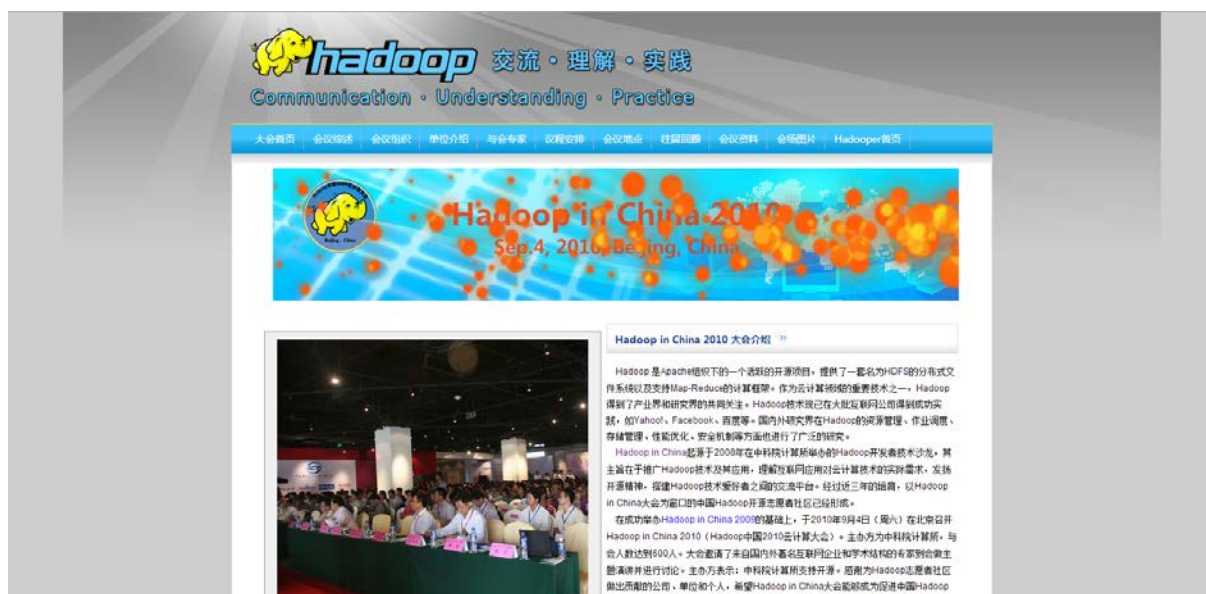 hadoop 交流·理解·实践
Communication · Understanding · Practice
大会首页 会议综述 会议组织 单位介绍 与会专家 议程安排 会议地点 往届回顾 会议资料 会场图片 Hadooper首页
Hadoop in China 2010
Sep.4, 2010, Beijing, China
Beijing, China
Hadoop in China 2010 大会介绍 »
Hadoop 是Apache组织下的一个活跃的开源项目，提供了一套名为HDFS的分布式文
件系统以及支持Map-Reduce的计算框架。作为云计算领域的重要技术之一，Hadoop
得到了产业界和研究界的共同关注。Hadoop技术现已在大批互联网公司得到成功实
践，如Yahoo!、Facebook、百度等。国内外研究界在Hadoop的资源管理、作业调度、
存储管理、性能优化、安全机制等方面也进行了广泛的研究。
Hadoop in China起源于2008年在中科院计算所举办的Hadoop开发者技术沙龙，其
主旨在于推广Hadoop技术及其应用，理解互联网应用对云计算技术的实际需求，发扬
开源精神，搭建Hadoop技术爱好者之间的交流平台。经过近三年的培育，以Hadoop
in China大会为窗口的中国Hadoop开源志愿者社区已经形成。
在成功举办Hadoop in China 2009的基础上，于2010年9月4日（周六）在北京召开
Hadoop in China 2010（Hadoop中国2010云计算大会）。主办方为中科院计算所，与
会人数达到600人。大会邀请了来自国内外著名互联网企业和学术结构的专家到会做主
题演讲并进行讨论。主办方表示：中科院计算所支持开源。感谢为Hadoop志愿者社区
做出贡献的公司、单位和个人，希望Hadoop in China大会能够成为促进中国Hadoop